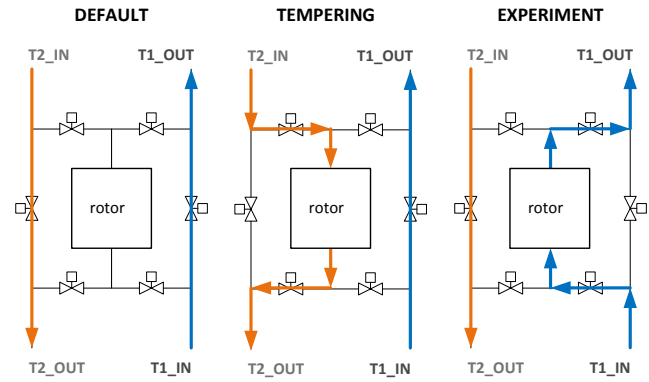 DEFAULT TEMPERING EXPERIMENT
T2_IN T1_OUT T2_IN T1_OUT T2_IN T1_OUT
rotor rotor rotor
T2_OUT T1_IN T2_OUT T1_IN T2_OUT T1_IN